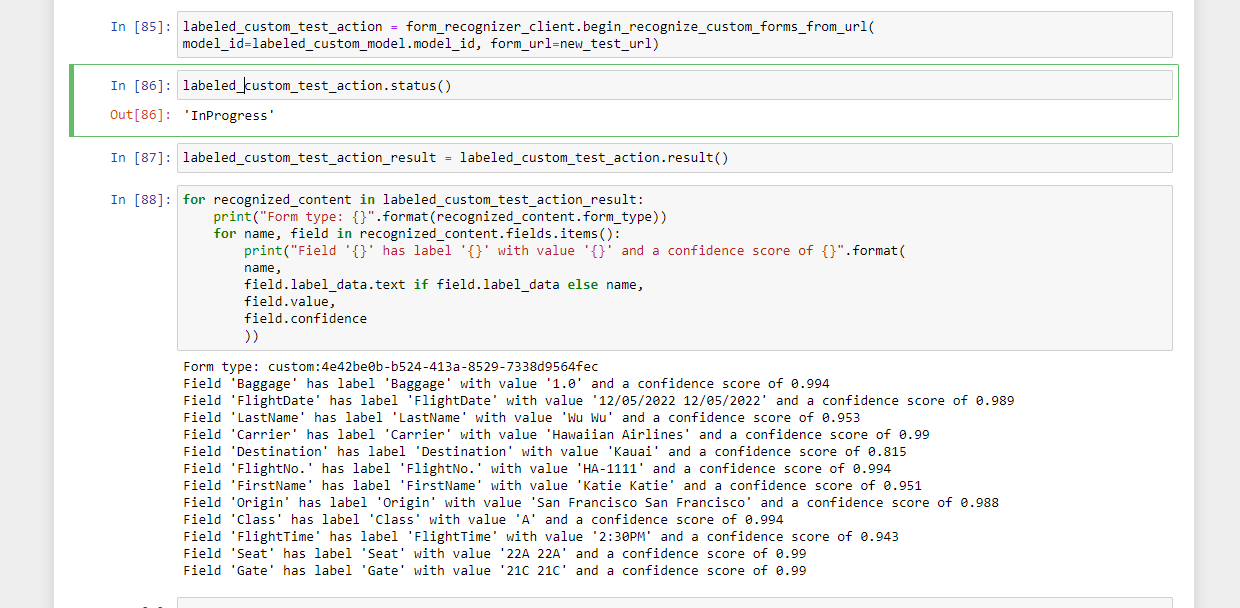 In [85]: labeled_custom_test_action = form_recognizer_client.begin_recognize_custom_forms_from_url(
model_id=labeled_custom_model.model_id, form_url=new_test_url)
In [86]: labeled_custom_test_action.status()
Out[86]: 'InProgress'
In [87]: labeled_custom_test_action_result = labeled_custom_test_action.result()
In [88]: for recognized_content in labeled_custom_test_action_result:
    print("Form type: {}".format(recognized_content.form_type))
    for name, field in recognized_content.fields.items():
        print("Field '{}' has label '{}' with value '{}' and a confidence score of {}".format(
        name,
        field.label_data.text if field.label_data else name,
        field.value,
        field.confidence
        ))
Form type: custom:4e42be0b-b524-413a-8529-7338d9564fec
Field 'Baggage' has label 'Baggage' with value '1.0' and a confidence score of 0.994
Field 'FlightDate' has label 'FlightDate' with value '12/05/2022 12/05/2022' and a confidence score of 0.989
Field 'LastName' has label 'LastName' with value 'Wu Wu' and a confidence score of 0.953
Field 'Carrier' has label 'Carrier' with value 'Hawaiian Airlines' and a confidence score of 0.99
Field 'Destination' has label 'Destination' with value 'Kauai' and a confidence score of 0.815
Field 'FlightNo.' has label 'FlightNo.' with value 'HA-1111' and a confidence score of 0.994
Field 'FirstName' has label 'FirstName' with value 'Katie Katie' and a confidence score of 0.951
Field 'Origin' has label 'Origin' with value 'San Francisco San Francisco' and a confidence score of 0.988
Field 'Class' has label 'Class' with value 'A' and a confidence score of 0.994
Field 'FlightTime' has label 'FlightTime' with value '2:30PM' and a confidence score of 0.943
Field 'Seat' has label 'Seat' with value '22A 22A' and a confidence score of 0.99
Field 'Gate' has label 'Gate' with value '21C 21C' and a confidence score of 0.99